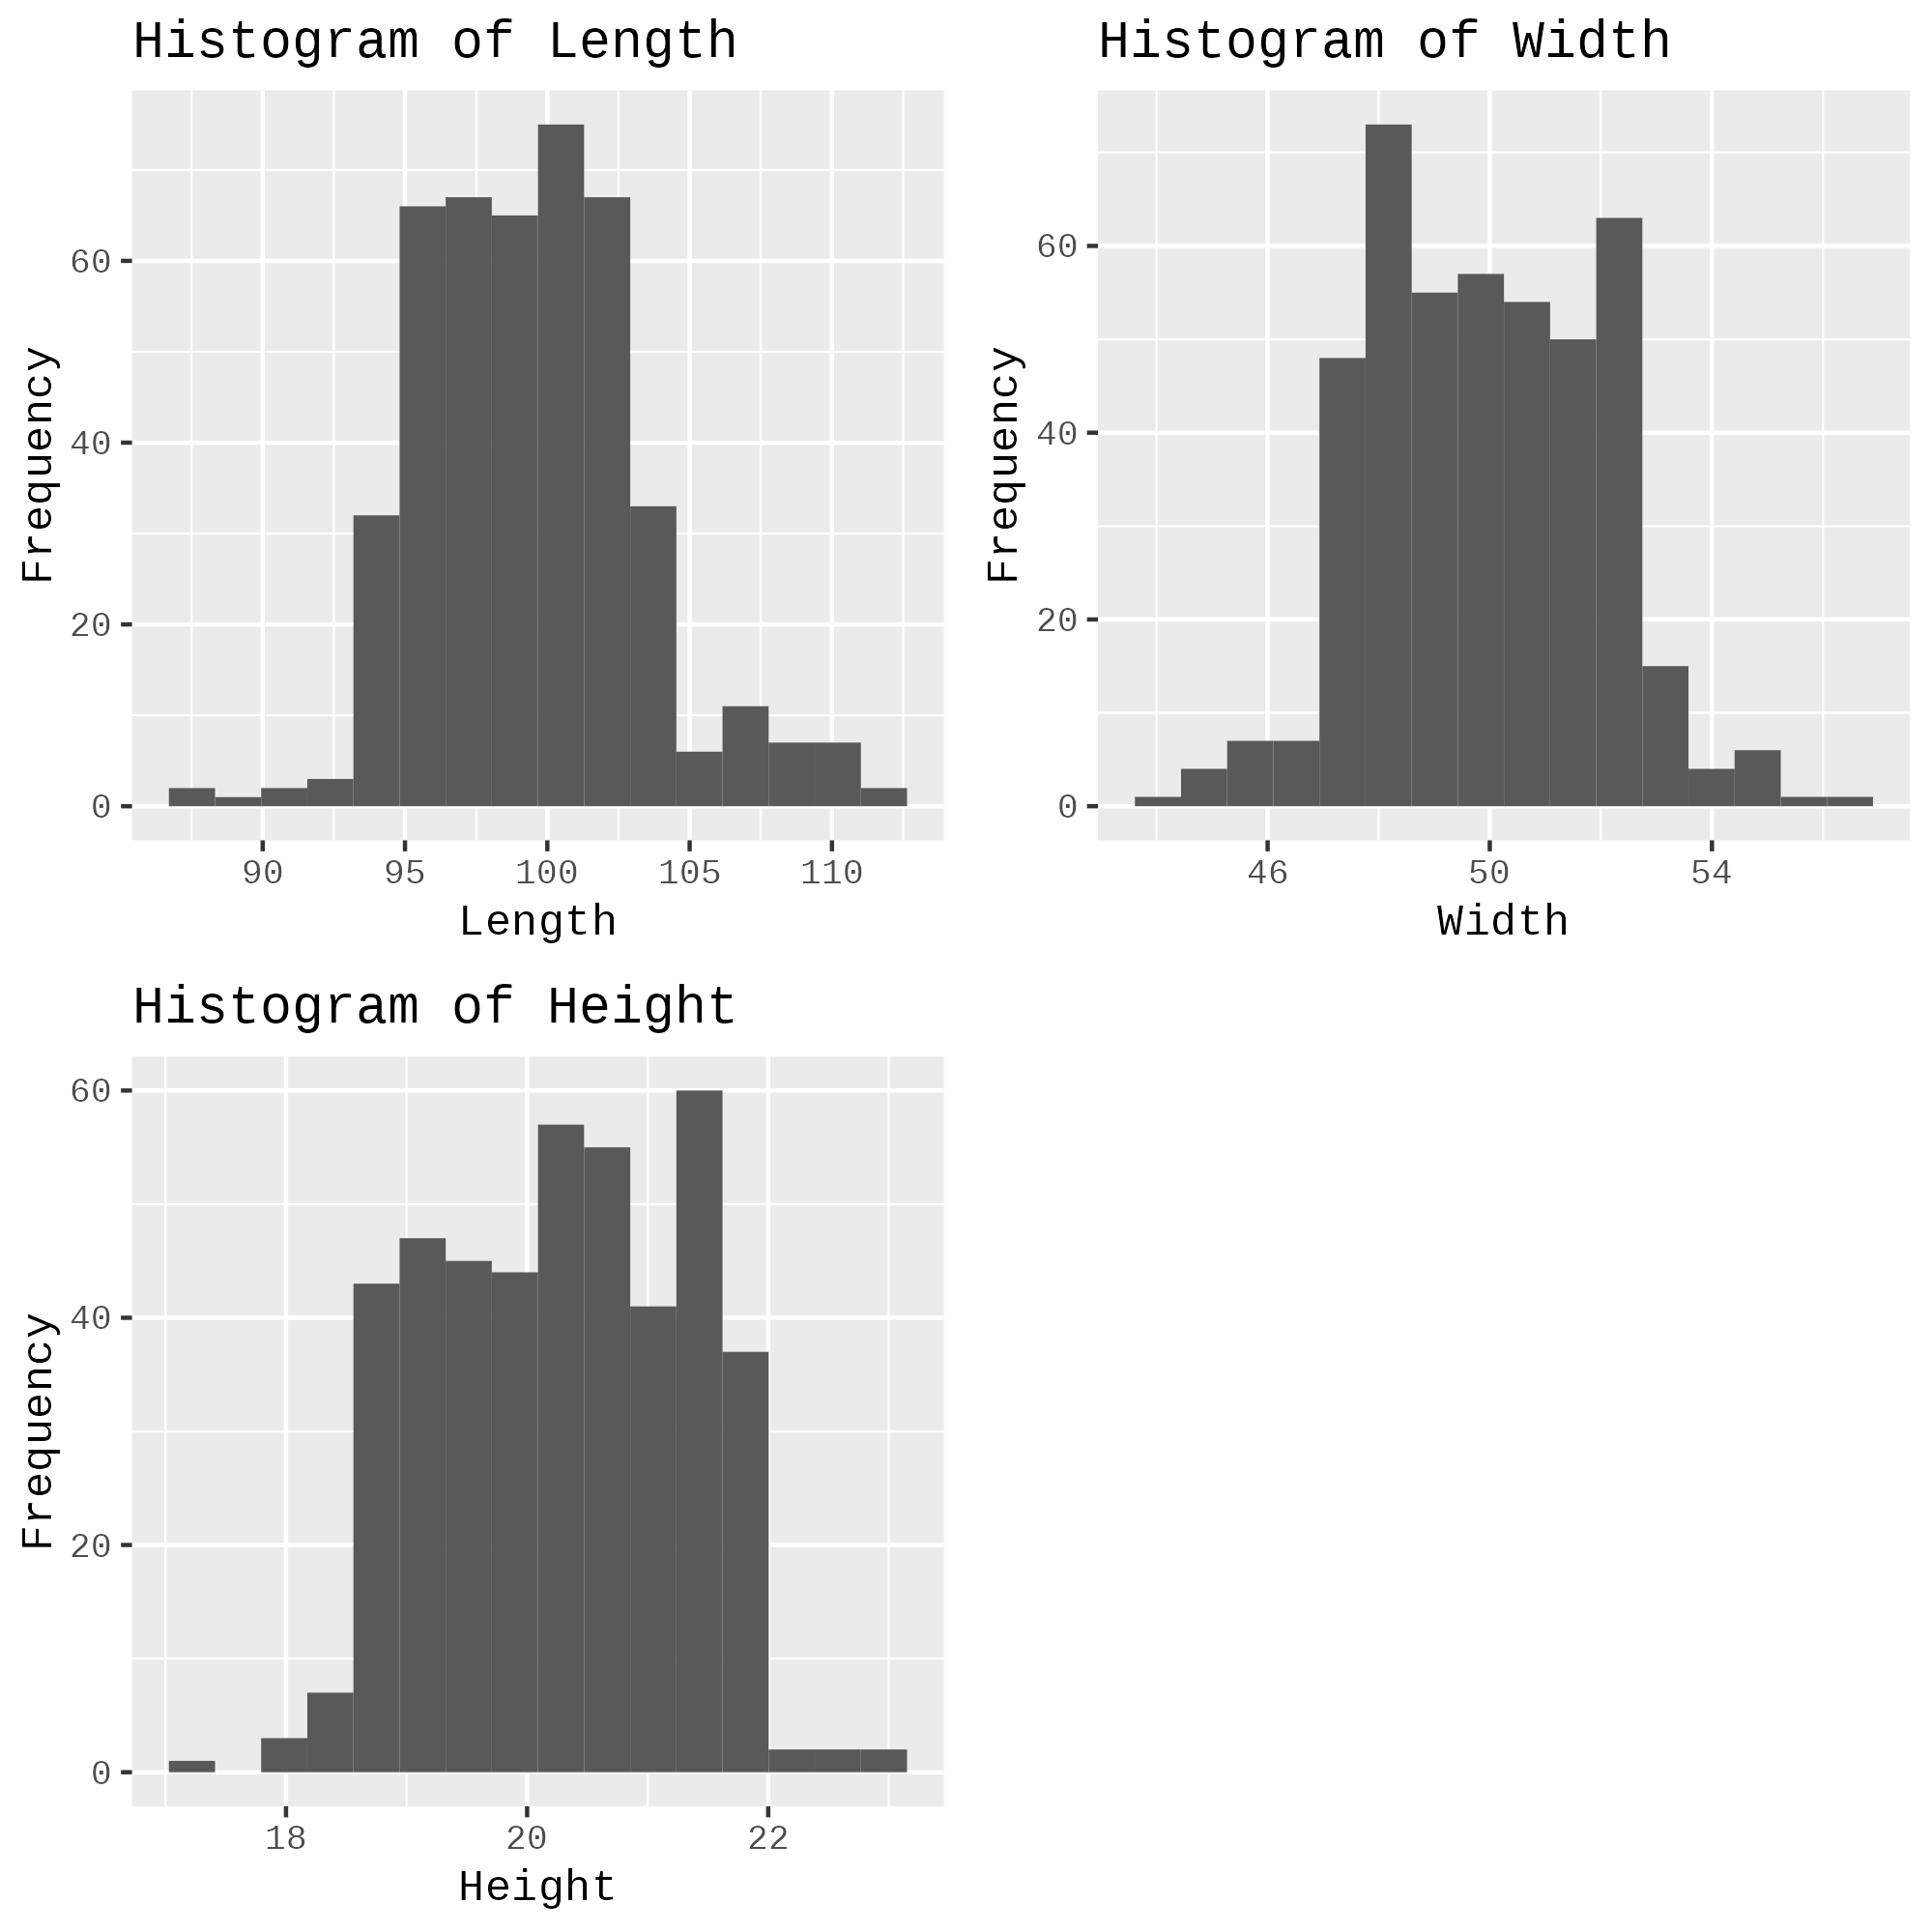 Histogram of Length
Frequency
60
40
20
0
90 95 100 105 110
Length
Histogram of Width
Frequency
60
40
20
0
46 50 54
Width
Histogram of Height
Frequency
60
40
20
0
18 20 22
Height